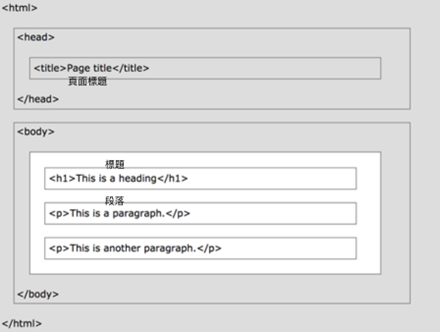 <html>
<head>
<title>Page title</title>
頁面標題
</head>
<body>
標題
<h1>This is a heading</h1>
段落
<p>This is a paragraph.</p>
<p>This is another paragraph.</p>
</body>
</html>